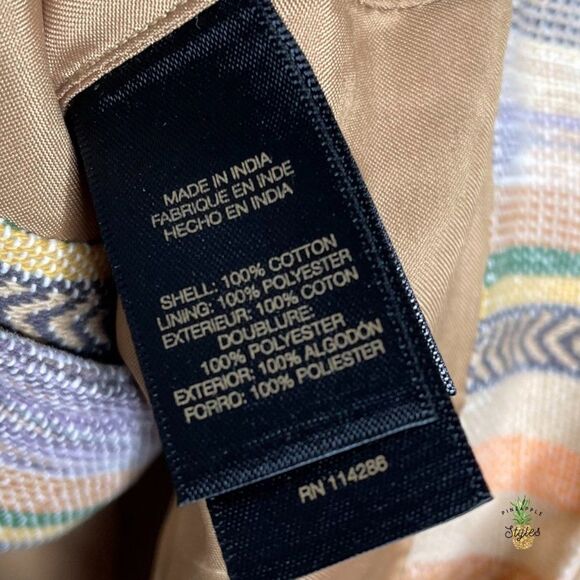 MADE IN INDIA
FABRIQUE EN INDE
HECHO EN INDIA
SHELL: 100% COTTON
LINING: 100% POLYESTER
EXTERIEUR: 100% COTON
DOUBLURE:
100% POLYESTER
EXTERIOR: 100% ALGODÓN
FORRO: 100% POLIESTER
RN 114286
PINEAPPLE
Styles